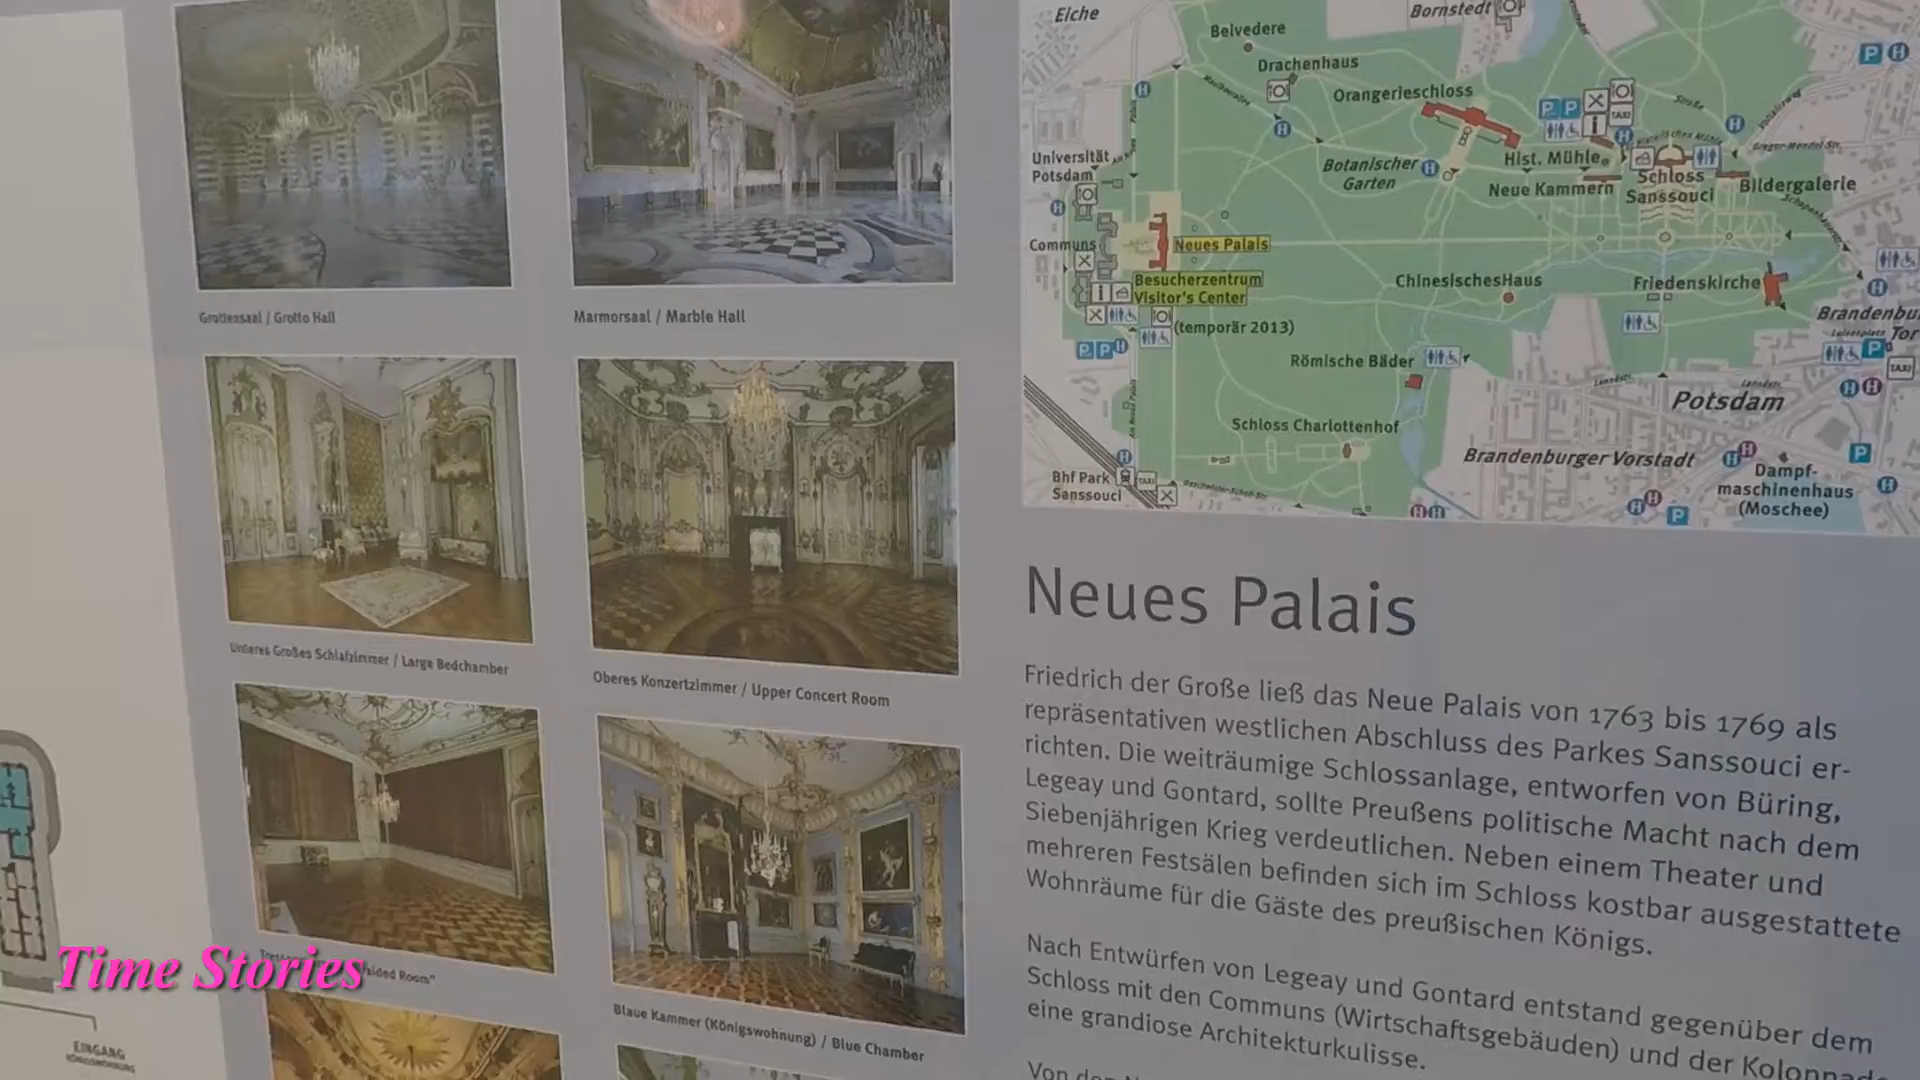 Eiche
Bornstedt
Belvedere
Drachenhaus
Orangerieschloss
Universität
Potsdam
Botanischer
Garten
Hist. Mühle
Neue Kammern
Schloss
Sanssouci
Bildergalerie
Communs
Neues Palais
Besucherzentrum
Visitor's Center
(temporär 2013)
ChinesischesHaus
Friedenskirche
Brandenbu
Tor
Römische Bäder
Potsdam
Schloss Charlottenhof
Brandenburger Vorstadt
Bhf Park
Sanssouci
Dampf-
maschinenhaus
(Moschee)
TAXI
Grottensaal / Grotto Hall
Marmorsaal / Marble Hall
Unteres Großes Schlafzimmer / Large Bedchamber
Oberes Konzertzimmer / Upper Concert Room
Room"
Blaue Kammer (Königswohnung) / Blue Chamber
EINGANG
KÖNIGSWOHNUNG
Time Stories
Neues Palais
Friedrich der Große ließ das Neue Palais von 1763 bis 1769 als
repräsentativen westlichen Abschluss des Parkes Sanssouci er-
richten. Die weiträumige Schlossanlage, entworfen von Büring,
Legeay und Gontard, sollte Preußens politische Macht nach dem
Siebenjährigen Krieg verdeutlichen. Neben einem Theater und
mehreren Festsälen befinden sich im Schloss kostbar ausgestattete
Wohnräume für die Gäste des preußischen Königs.
Nach Entwürfen von Legeay und Gontard entstand gegenüber dem
Schloss mit den Communs (Wirtschaftsgebäuden) und der Kolonnade
eine grandiose Architekturkulisse.